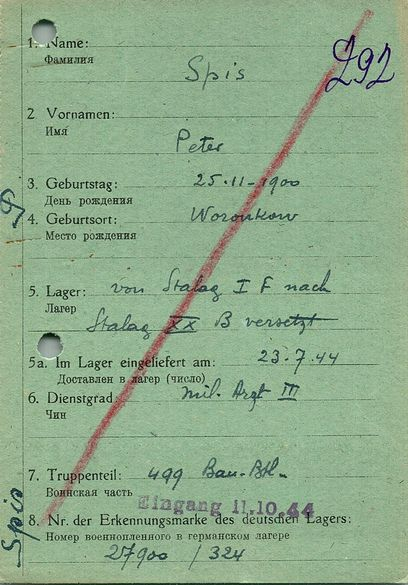 292
1. Name:
Фамилия
Spis
2 Vornamen:
Имя
Peter
3. Geburtstag: 25.11-1900
День рождения
4. Geburtsort: Woronkow
Место рождения
5. Lager: von Stalag I F nach
Лагер
Stalag XX B versetzt
5a. Im Lager eingeliefert am: 23.7.44
Доставлен в лагер (число)
6. Dienstgrad: mil. Arzt III
Чин
7. Truppenteil: 499 Bau-Btl.
Воинская часть
Eingang 11.10.44
8. Nr. der Erkennungsmarke des deutschen Lagers:
Номер военнопленного в германском лагере
27900 / 324
Spis